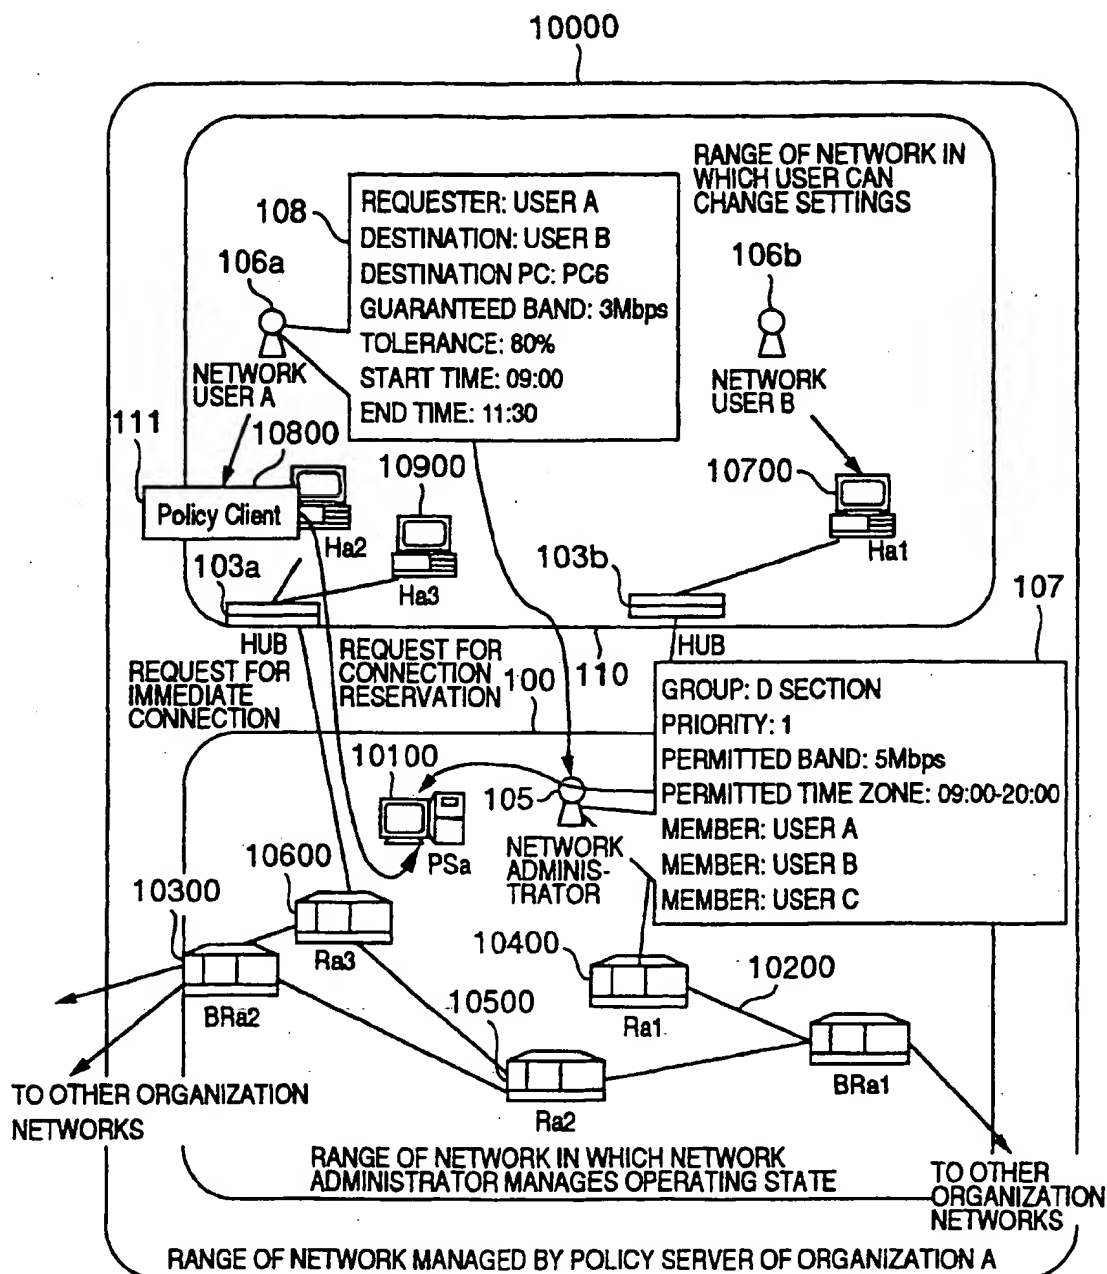 10000
RANGE OF NETWORK IN
WHICH USER CAN
CHANGE SETTINGS
108
REQUESTER: USER A
DESTINATION: USER B
DESTINATION PC: PC6
GUARANTEED BAND: 3Mbps
TOLERANCE: 80%
START TIME: 09:00
END TIME: 11:30
106a
NETWORK
USER A
106b
NETWORK
USER B
111
10800
Policy Client
Ha2
10900
Ha3
10700
Ha1
103a
HUB
103b
HUB
107
REQUEST FOR
IMMEDIATE
CONNECTION
REQUEST FOR
CONNECTION
RESERVATION
100
110
GROUP: D SECTION
PRIORITY: 1
PERMITTED BAND: 5Mbps
PERMITTED TIME ZONE: 09:00-20:00
MEMBER: USER A
MEMBER: USER B
MEMBER: USER C
10100
PSa
105
NETWORK
ADMINIS-
TRATOR
10600
Ra3
10300
BRa2
10400
Ra1
10200
10500
Ra2
BRa1
TO OTHER ORGANIZATION
NETWORKS
RANGE OF NETWORK IN WHICH NETWORK
ADMINISTRATOR MANAGES OPERATING STATE
TO OTHER
ORGANIZATION
NETWORKS
RANGE OF NETWORK MANAGED BY POLICY SERVER OF ORGANIZATION A